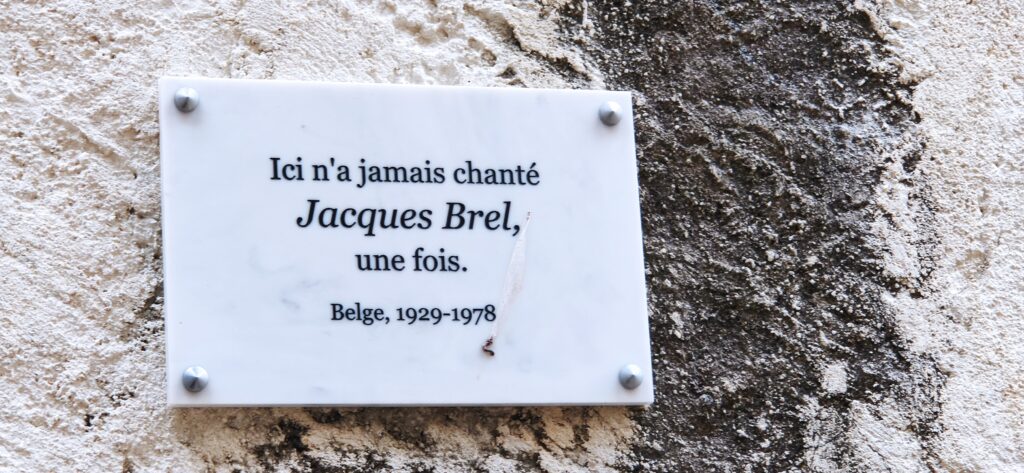 Ici n'a jamais chanté
Jacques Brel,
une fois.
Belge, 1929-1978